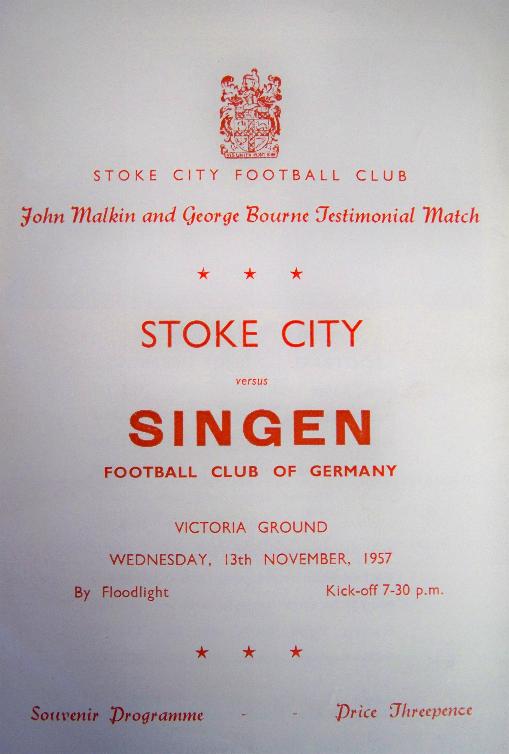 STOKE CITY FOOTBALL CLUB
John Malkin and George Bourne Testimonial Match
STOKE CITY
versus
SINGEN
FOOTBALL CLUB OF GERMANY
VICTORIA GROUND
WEDNESDAY, 13th NOVEMBER, 1957
By Floodlight Kick-off 7-30 p.m.
Souvenir Programme - - Price Threepence